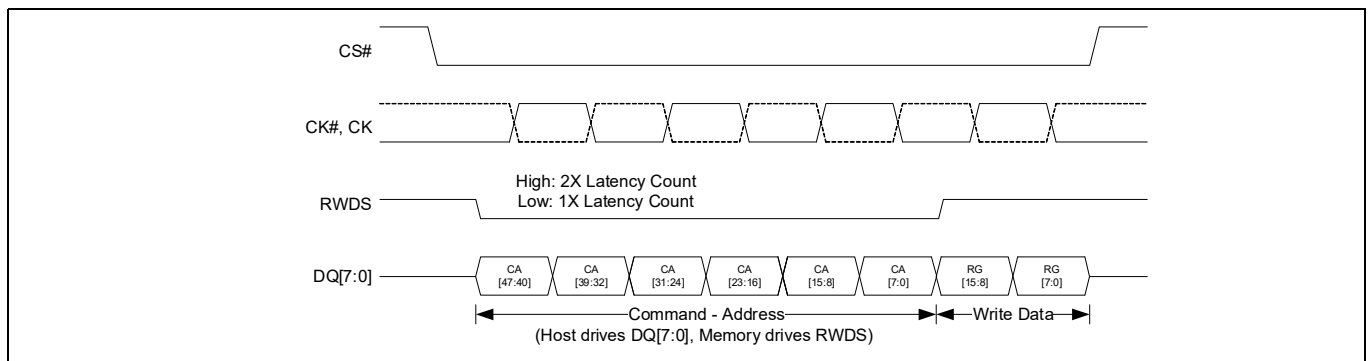 CS#
CK#, CK
High: 2X Latency Count
Low: 1X Latency Count
RWDS
DQ[7:0]
CA
[47:40]
CA
[39:32]
CA
[31:24]
CA
[23:16]
CA
[15:8]
CA
[7:0]
RG
[15:8]
RG
[7:0]
Command - Address
Write Data
(Host drives DQ[7:0], Memory drives RWDS)